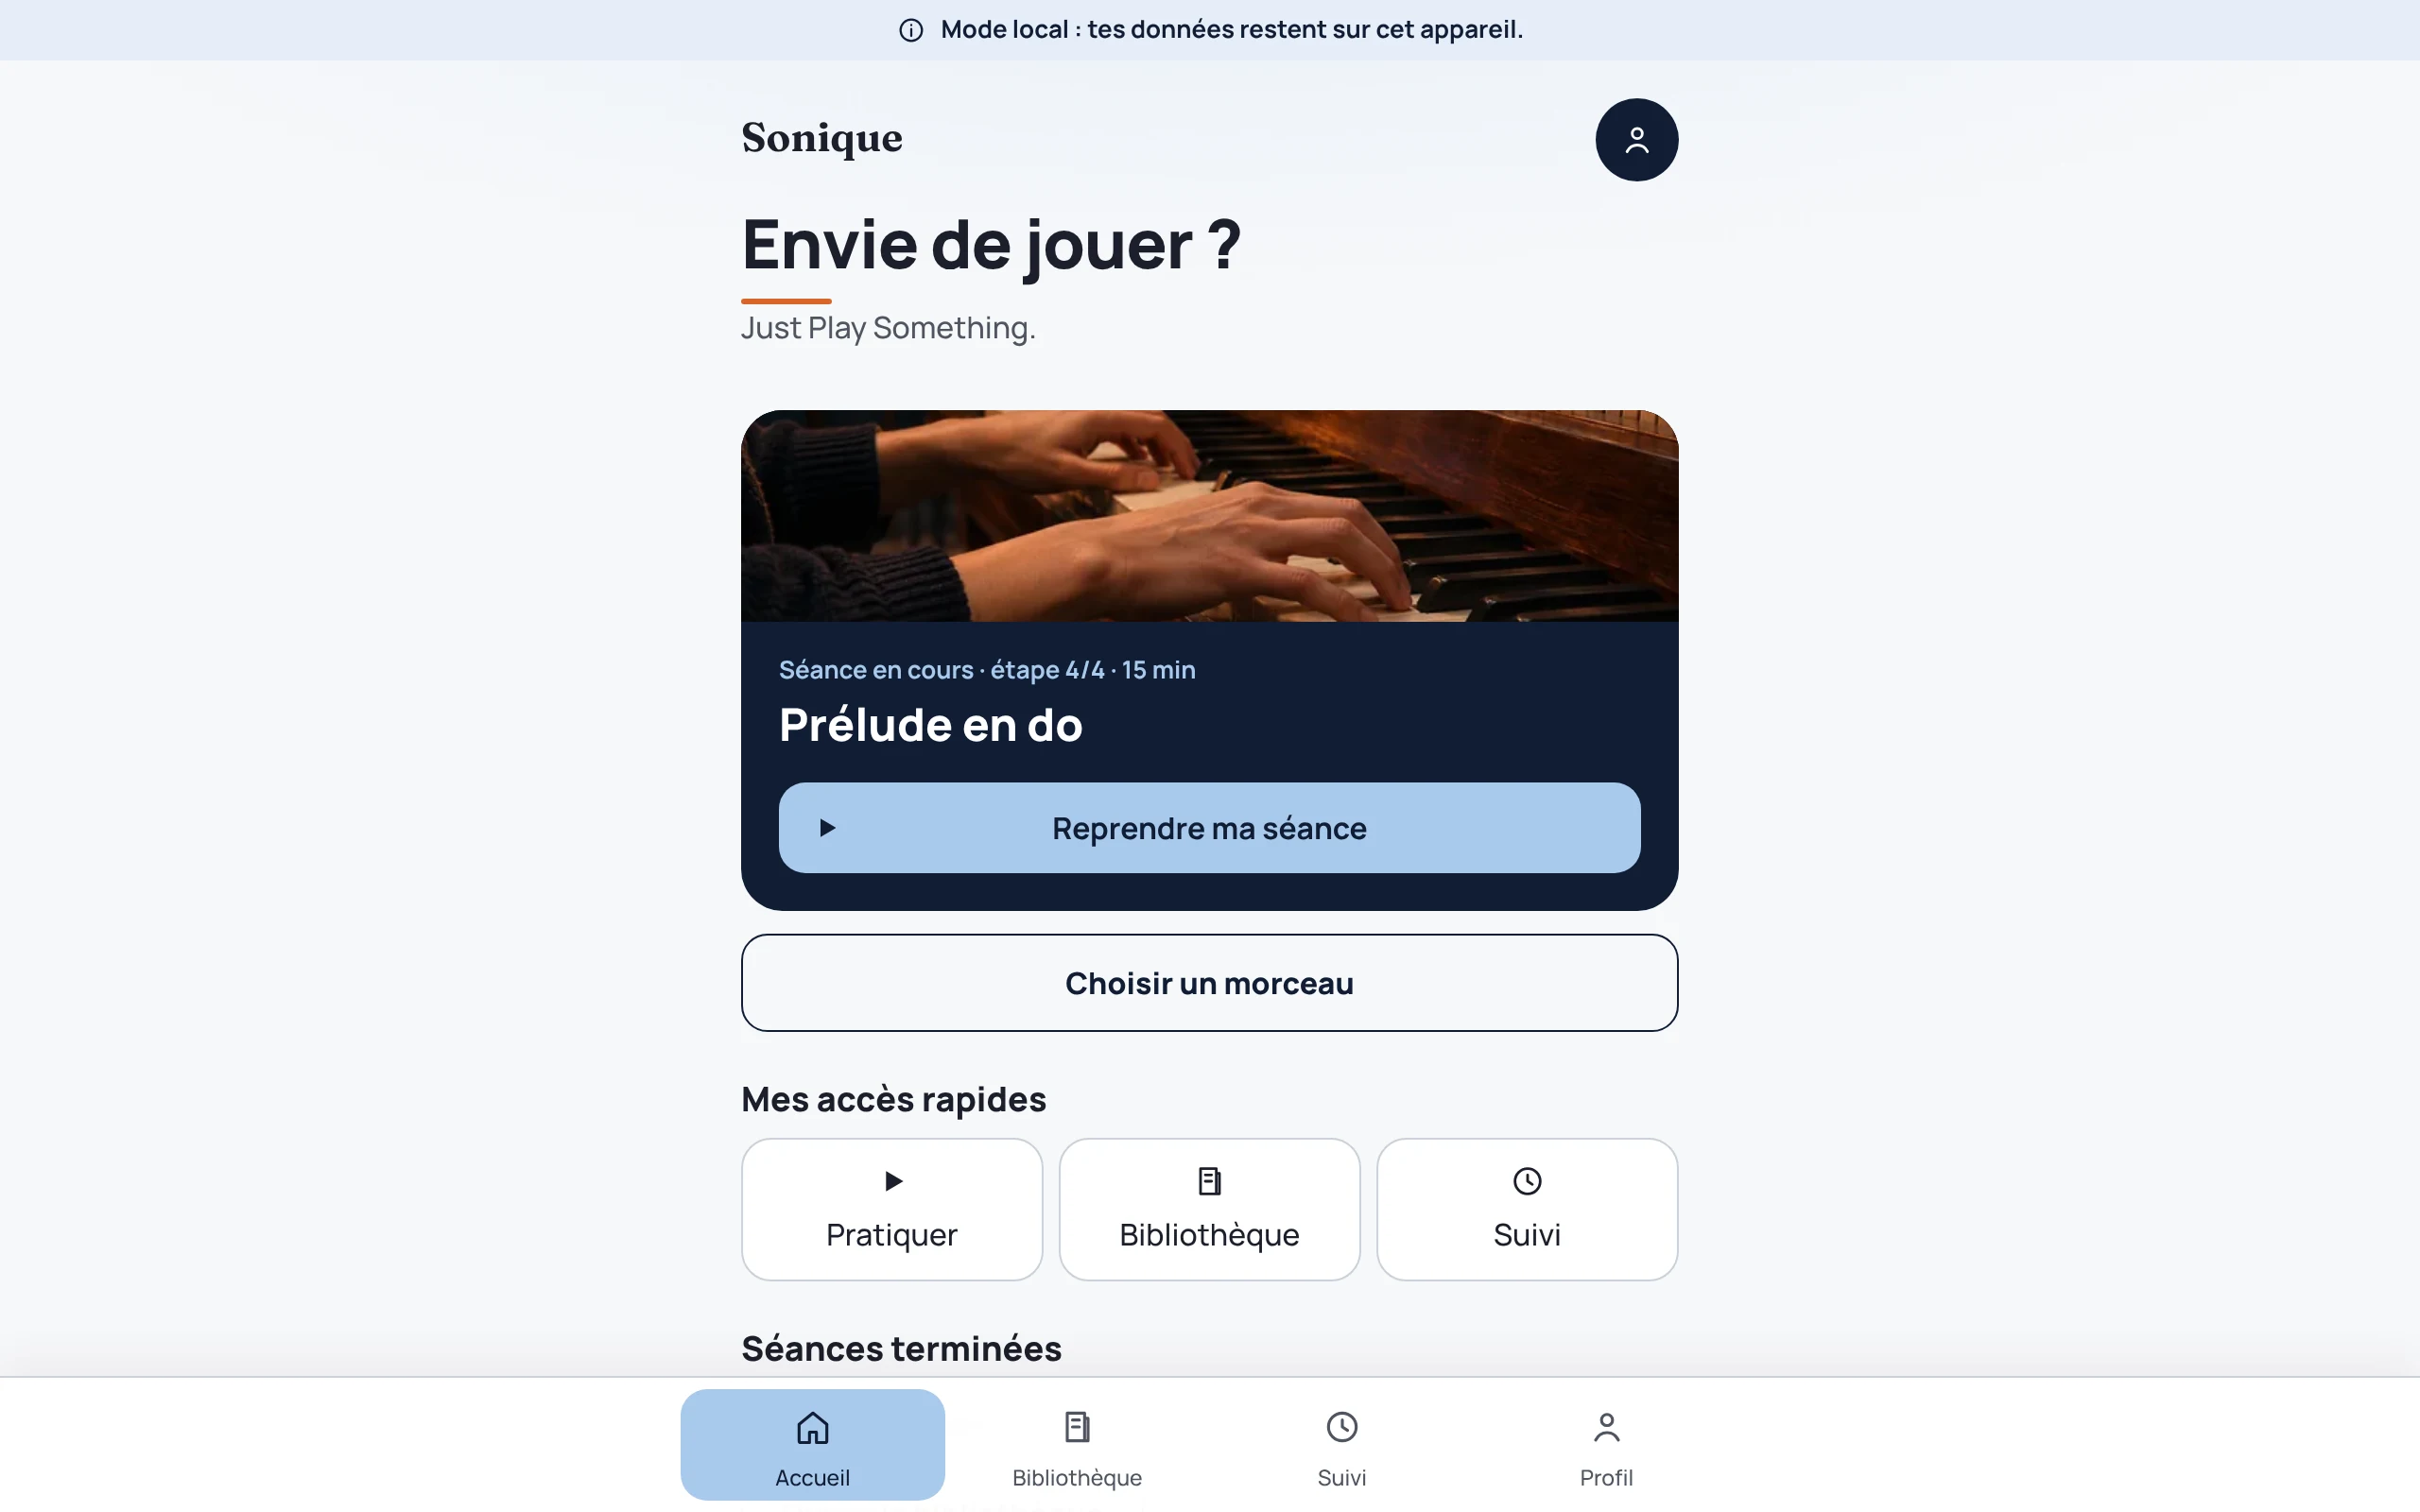 Mode local : tes données restent sur cet appareil.
Sonique
Envie de jouer ?
Just Play Something.
Séance en cours · étape 4/4 · 15 min
Prélude en do
Reprendre ma séance
Choisir un morceau
Mes accès rapides
Pratiquer
Bibliothèque
Suivi
Séances terminées
Accueil
Bibliothèque
Suivi
Profil